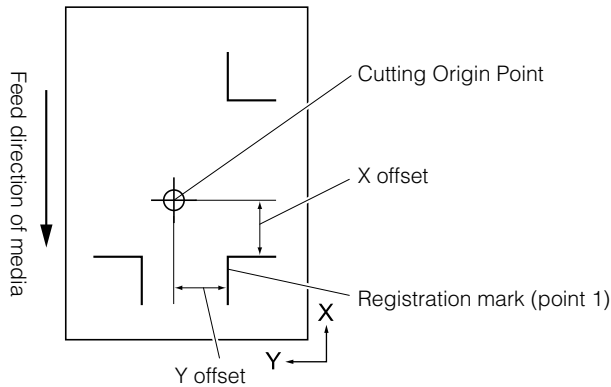 Feed direction of media
Cutting Origin Point
X offset
Registration mark (point 1)
X
Y
Y offset